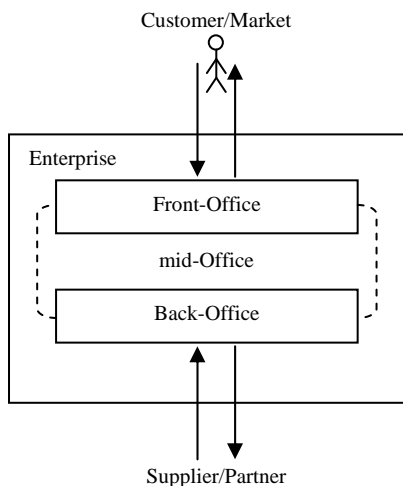 Customer/Market
Enterprise
Front-Office
mid-Office
Back-Office
Supplier/Partner